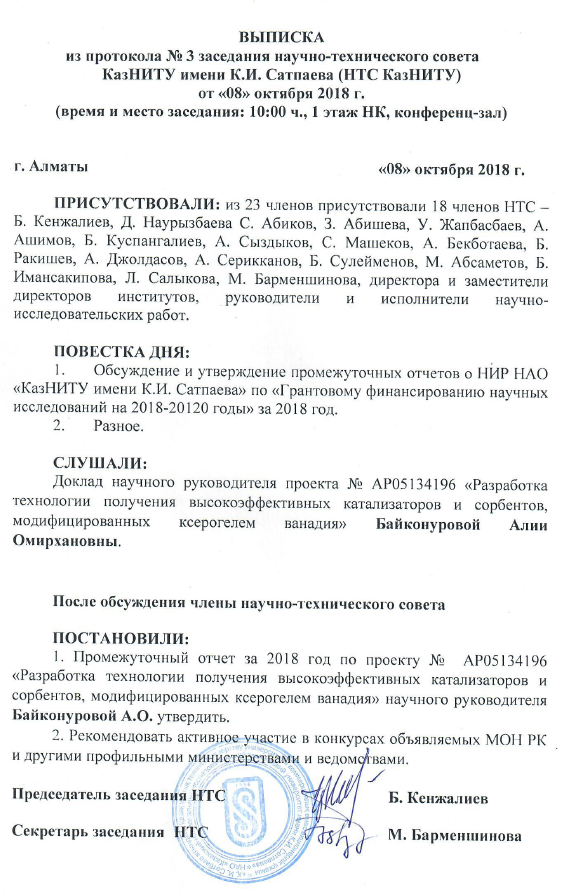 ВЫПИСКА
из протокола № 3 заседания научно-технического совета
КазНИТУ имени К.И. Сатпаева (НТС КазНИТУ)
от «08» октября 2018 г.
(время и место заседания: 10:00 ч., 1 этаж НК, конференц-зал)
г. Алматы «08» октября 2018 г.
ПРИСУТСТВОВАЛИ: из 23 членов присутствовали 18 членов НТС –
Б. Кенжалиев, Д. Наурызбаева С. Абиков, З. Абишева, У. Жапбасбаев, А.
Ашимов, Б. Куспангалиев, А. Сыздыков, С. Машеков, А. Бекботаева, Б.
Ракишев, А. Джолдасов, А. Серикканов, Б. Сулейменов, М. Абсаметов, Б.
Имансакипова, Л. Салыкова, М. Барменшинова, директора и заместители
директоров институтов, руководители и исполнители научно-
исследовательских работ.
ПОВЕСТКА ДНЯ:
1. Обсуждение и утверждение промежуточных отчетов о НИР НАО
«КазНИТУ имени К.И. Сатпаева» по «Грантовому финансированию научных
исследований на 2018-20120 годы» за 2018 год.
2. Разное.
СЛУШАЛИ:
Доклад научного руководителя проекта № АР05134196 «Разработка
технологии получения высокоэффективных катализаторов и сорбентов,
модифицированных ксерогелем ванадия» Байконуровой Алии
Омирхановны.
После обсуждения члены научно-технического совета
ПОСТАНОВИЛИ:
1. Промежуточный отчет за 2018 год по проекту № АР05134196
«Разработка технологии получения высокоэффективных катализаторов и
сорбентов, модифицированных ксерогелем ванадия» научного руководителя
Байконуровой А.О. утвердить.
2. Рекомендовать активное участие в конкурсах объявляемых МОН РК
и другими профильными министерствами и ведомствами.
Председатель заседания НТС Б. Кенжалиев
Секретарь заседания НТС М. Барменшинова